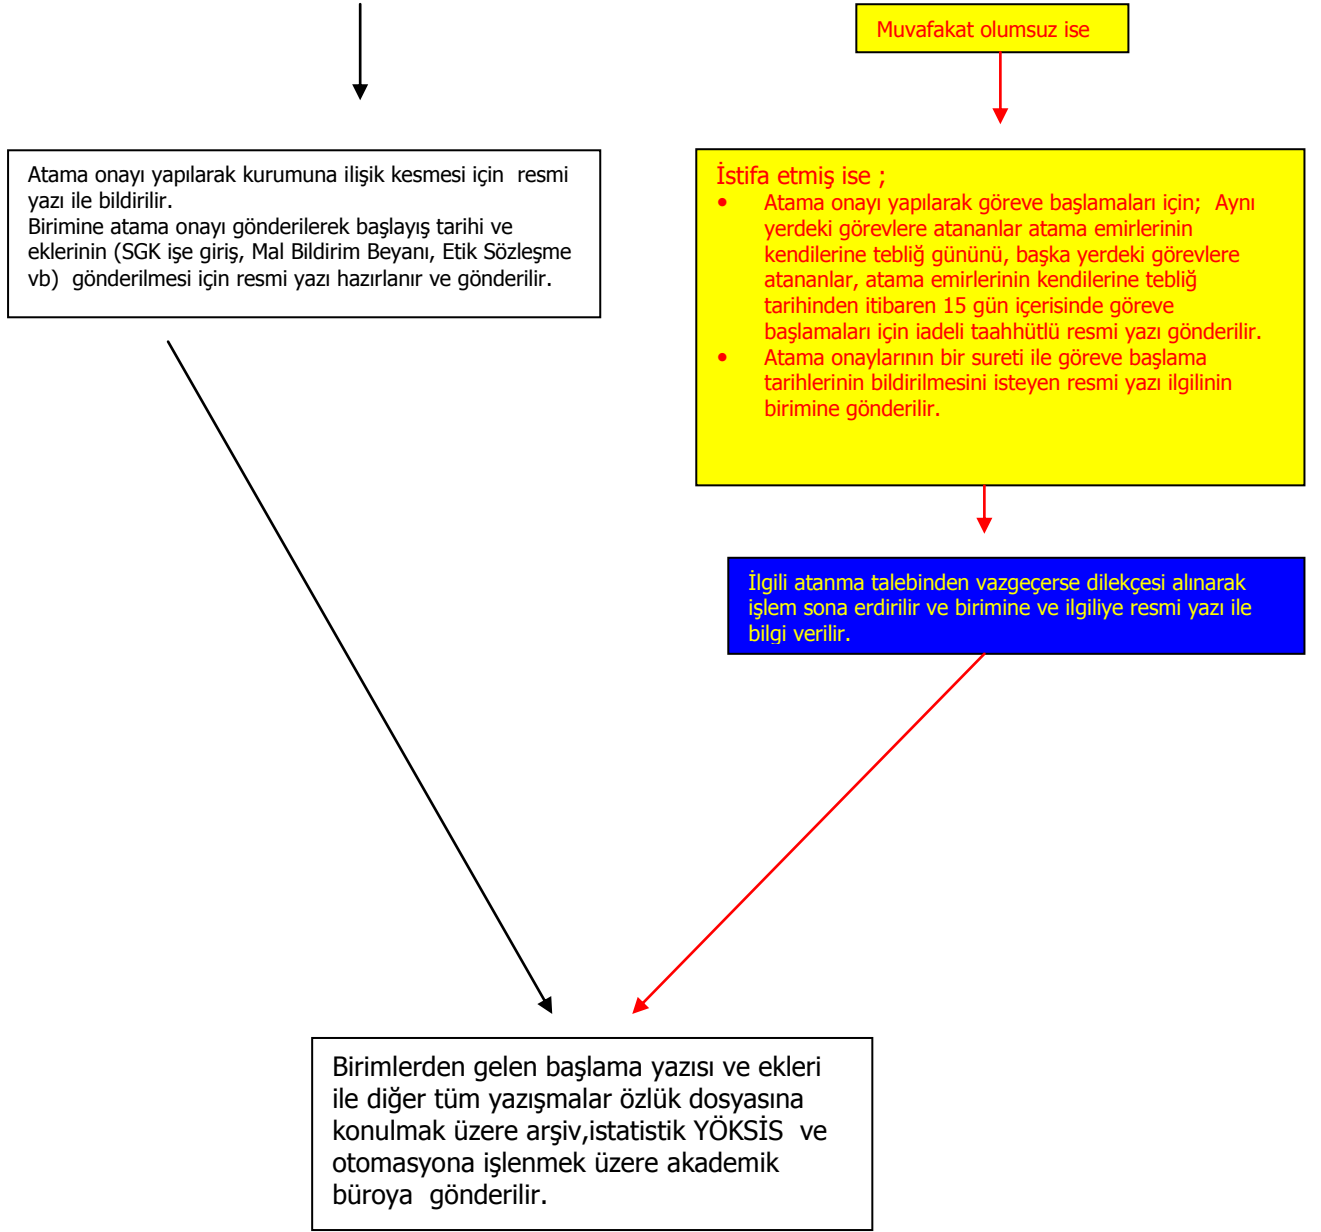 Muvafakat olumsuz ise
Atama onayı yapılarak kurumuna ilişik kesmesi için  resmi
yazı ile bildirilir.
Birimine atama onayı gönderilerek başlayış tarihi ve
eklerinin (SGK işe giriş, Mal Bildirim Beyanı, Etik Sözleşme
vb)  gönderilmesi için resmi yazı hazırlanır ve gönderilir.
İstifa etmiş ise ;
• Atama onayı yapılarak göreve başlamaları için;  Aynı
yerdeki görevlere atananlar atama emirlerinin
kendilerine tebliğ gününü, başka yerdeki görevlere
atananlar, atama emirlerinin kendilerine tebliğ
tarihinden itibaren 15 gün içerisinde göreve
başlamaları için iadeli taahhütlü resmi yazı gönderilir.
• Atama onaylarının bir sureti ile göreve başlama
tarihlerinin bildirilmesini isteyen resmi yazı ilgilinin
birimine gönderilir.
İlgili atanma talebinden vazgeçerse dilekçesi alınarak
işlem sona erdirilir ve birimine ve ilgiliye resmi yazı ile
bilgi verilir.
Birimlerden gelen başlama yazısı ve ekleri
ile diğer tüm yazışmalar özlük dosyasına
konulmak üzere arşiv,istatistik YÖKSİS  ve
otomasyona işlenmek üzere akademik
büroya  gönderilir.